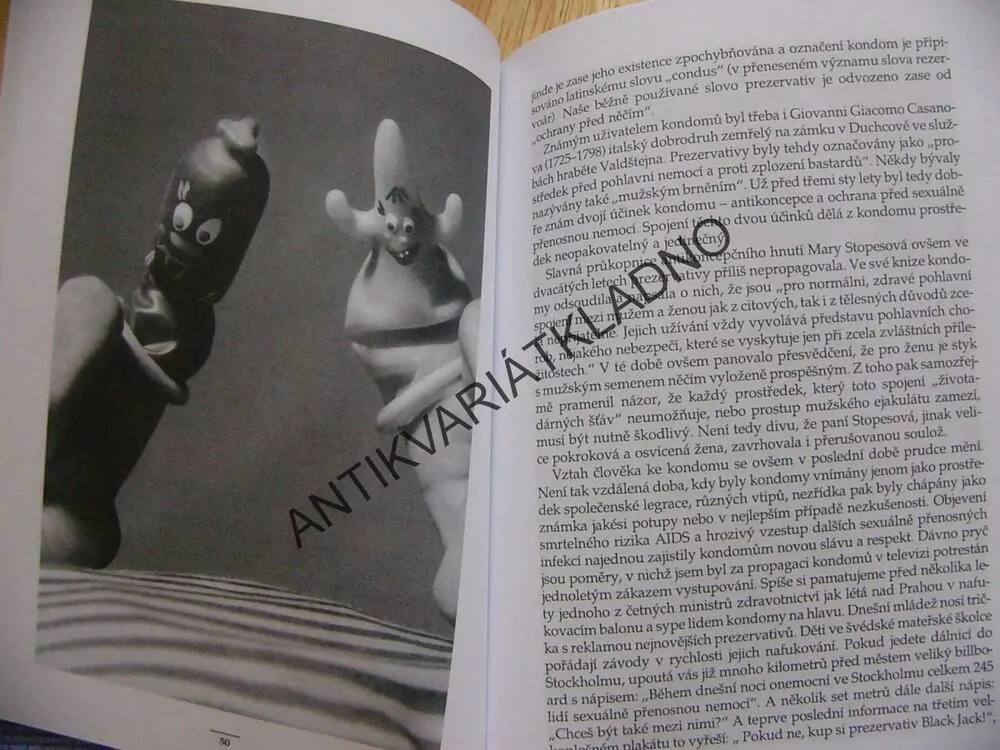 50
jinde je zase jeho existence zpochybňována a označení kondom je připi-
sováno latinskému slovu „condus“ (v přeneseném významu slova rezer-
voár). Naše běžně používané slovo prezervativ je odvozeno zase od
„ochrany před něčím“.
Známým uživatelem kondomů byl třeba i Giovanni Giacomo Casano-
va (1725–1798) italský dobrodruh zemřelý na zámku v Duchcově ve služ-
bách hraběte Valdštejna. Prezervativy byly tehdy označovány jako „pro-
středek před pohlavní nemocí a proti zplození bastardů“. Někdy bývaly
nazývány také „mužským brněním“. Už před třemi sty lety byl tedy dob-
ře znám dvojí účinek kondomu – antikoncepce a ochrana před sexuálně
přenosnou nemocí. Spojení těchto dvou účinků dělá z kondomu prostře-
dek neopakovatelný a jedinečný.
Slavná průkopnice antikoncepčního hnutí Mary Stopesová ovšem ve
dvacátých letech prezervativy příliš nepropagovala. Ve své knize kondo-
my odsoudila a napsala o nich, že jsou „pro normální, zdravé pohlavní
spojení mezi mužem a ženou jak z citových, tak i z tělesných důvodů zce-
la nepřijatelné. Jejich užívání vždy vyvolává představu pohlavních cho-
rob, nějakého nebezpečí, které se vyskytuje jen při zcela zvláštních příle-
žitostech.“ V té době ovšem panovalo přesvědčení, že pro ženu je styk
s mužským semenem něčím vyloženě prospěšným. Z toho pak samozřej-
mě pramenil názor, že každý prostředek, který toto spojení „života-
dárných šťáv“ neumožňuje, nebo prostup mužského ejakulátu zamezí,
musí být nutně škodlivý. Není tedy divu, že paní Stopesová, jinak veli-
ce pokroková a osvícená žena, zavrhovala i přerušovanou soulož.
Vztah člověka ke kondomu se ovšem v poslední době prudce mění.
Není tak vzdálená doba, kdy byly kondomy vnímány jenom jako prostře-
dek společenské legrace, různých vtipů, nezřídka pak byly chápány jako
známka jakési potupy nebo v nejlepším případě nezkušenosti. Objevení
smrtelného rizika AIDS a hrozivý vzestup dalších sexuálně přenosných
infekcí najednou zajistily kondomům novou slávu a respekt. Dávno pryč
jsou poměry, v nichž jsem byl za propagaci kondomů v televizi potrestán
jednoletým zákazem vystupování. Spíše si pamatujeme před několika le-
ty jednoho z četných ministrů zdravotnictví jak létá nad Prahou v nafu-
kovacím balonu a sype lidem kondomy na hlavu. Dnešní mládež nosí trič-
ka s reklamou nejnovějších prezervativů. Děti ve švédské mateřské školce
pořádají závody v rychlosti jejich nafukování. Pokud jedete dálnicí do
Stockholmu, upoutá vás již mnoho kilometrů před městem veliký billbo-
ard s nápisem: „Během dnešní noci onemocní ve Stockholmu celkem 245
lidí sexuálně přenosnou nemocí“. A několik set metrů dále další nápis:
„Chceš být také mezi nimi?“ A teprve poslední informace na třetím vel-
plakátu to vyřeší: „ Pokud ne, kup si prezervativ Black Jack!“,
ANTIKVARIÁTKLADNO